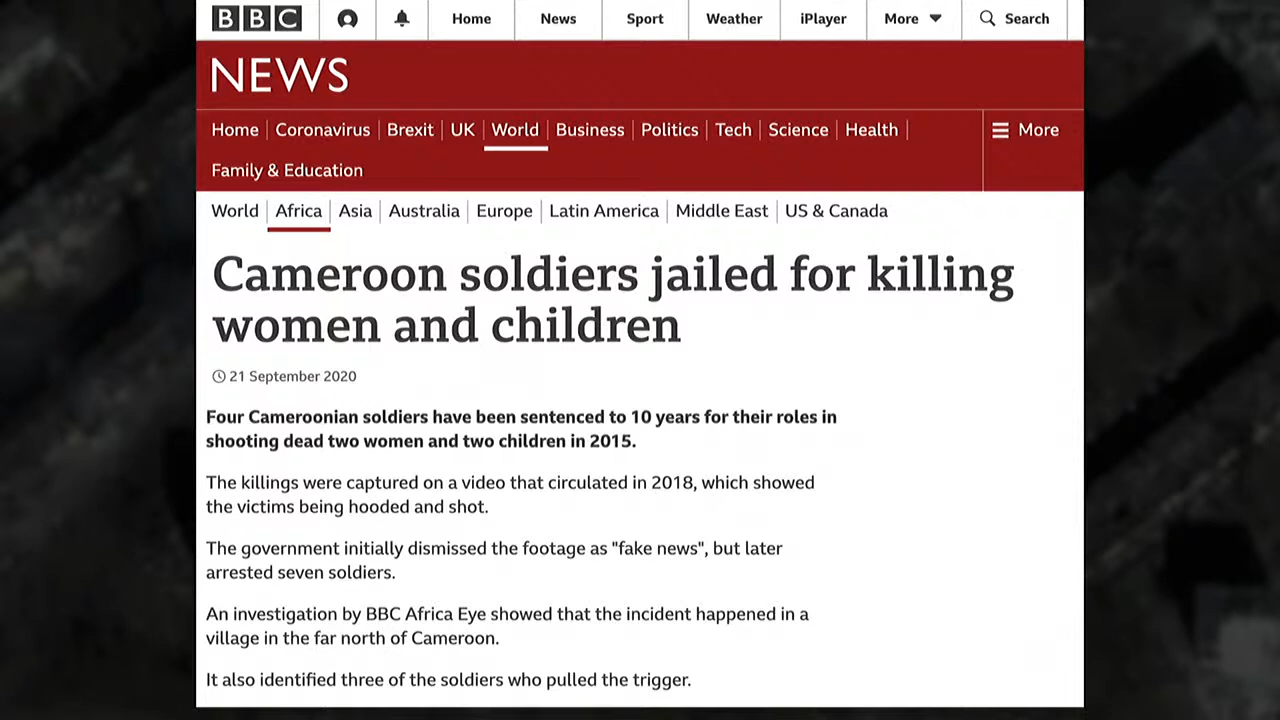 BBC Home News Sport Weather iPlayer More Search
NEWS
Home Coronavirus Brexit UK World Business Politics Tech Science Health More
Family & Education
World Africa Asia Australia Europe Latin America Middle East US & Canada
Cameroon soldiers jailed for killing
women and children
21 September 2020
Four Cameroonian soldiers have been sentenced to 10 years for their roles in
shooting dead two women and two children in 2015.
The killings were captured on a video that circulated in 2018, which showed
the victims being hooded and shot.
The government initially dismissed the footage as "fake news", but later
arrested seven soldiers.
An investigation by BBC Africa Eye showed that the incident happened in a
village in the far north of Cameroon.
It also identified three of the soldiers who pulled the trigger.